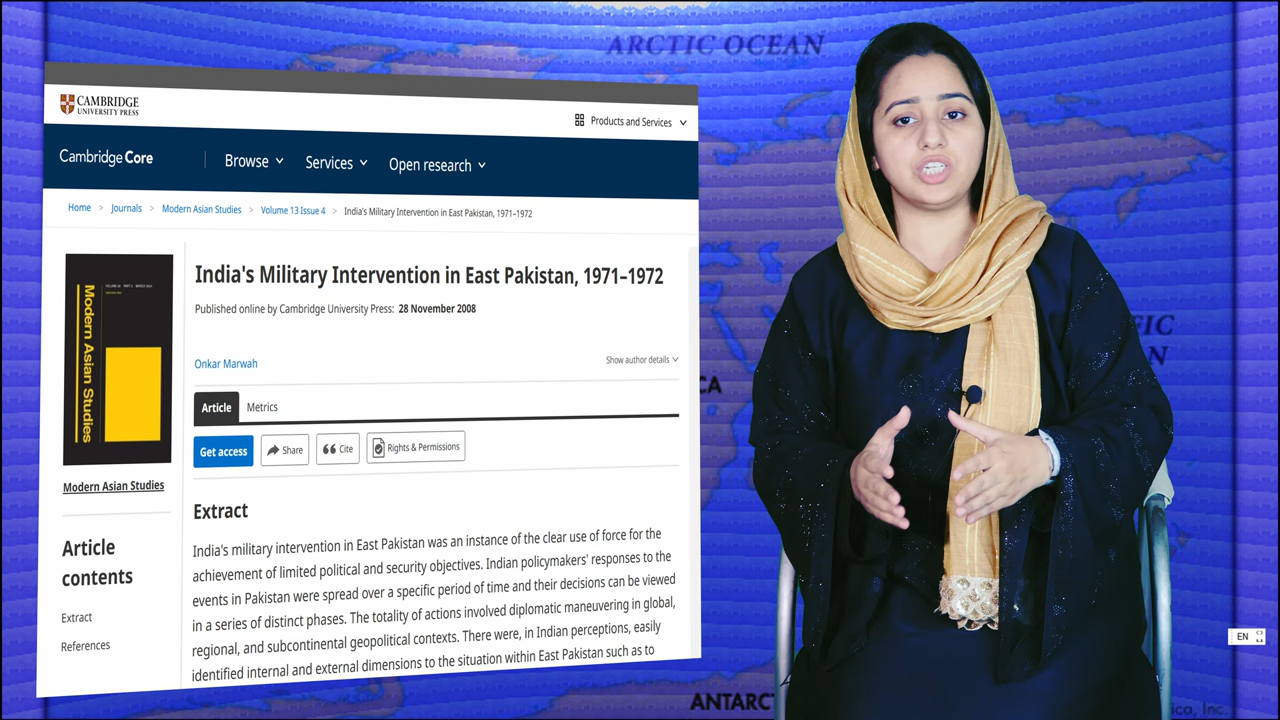 ARCTIC OCEAN
CAMBRIDGE
UNIVERSITY PRESS
Products and Services
Cambridge Core
Browse
Services
Open research
Home > Journals > Modern Asian Studies > Volume 13 Issue 4 > India's Military Intervention in East Pakistan, 1971–1972
Modern Asian Studies
India's Military Intervention in East Pakistan, 1971–1972
Published online by Cambridge University Press: 28 November 2008
Onkar Marwah
Show author details
Article
Metrics
Get access
Share
Cite
Rights & Permissions
Modern Asian Studies
Article
contents
Extract
References
Extract
India's military intervention in East Pakistan was an instance of the clear use of force for the
achievement of limited political and security objectives. Indian policymakers' responses to the
events in Pakistan were spread over a specific period of time and their decisions can be viewed
in a series of distinct phases. The totality of actions involved diplomatic maneuvering in global,
regional, and subcontinental geopolitical contexts. There were, in Indian perceptions, easily
identified internal and external dimensions to the situation within East Pakistan such as to
FIC
N
CA
EN
ANTARC
ica, Inc.